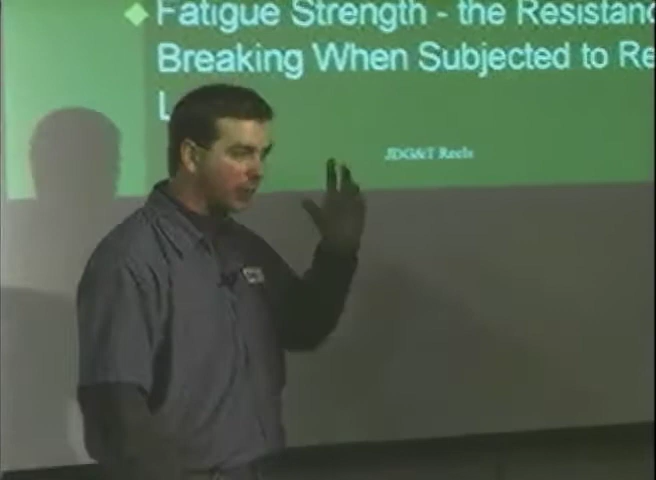 Fatigue Strength - the Resistanc
Breaking When Subjected to Re
L
JDG&T Reels